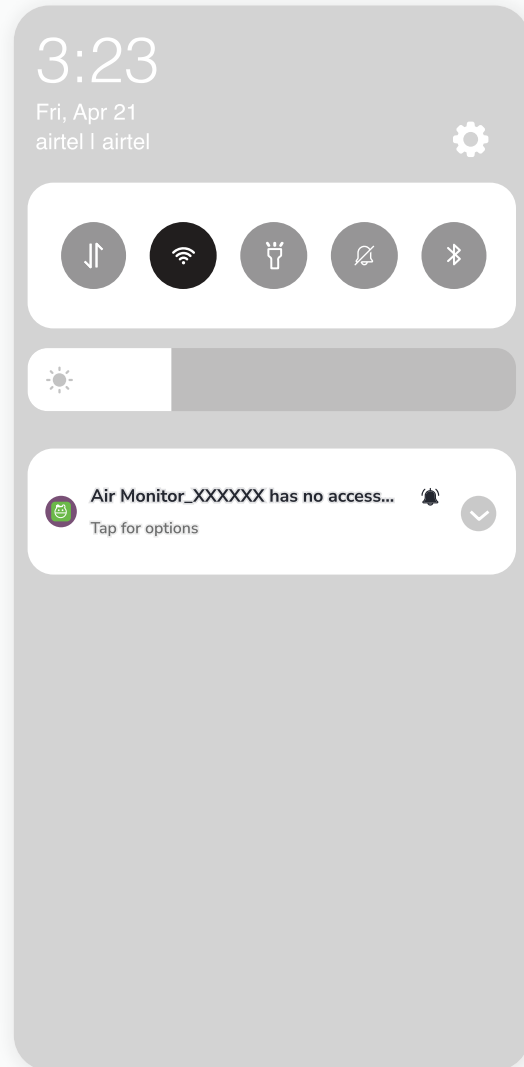 3:23
Fri, Apr 21
airtel | airtel
Air Monitor_XXXXXX has no access...
Tap for options